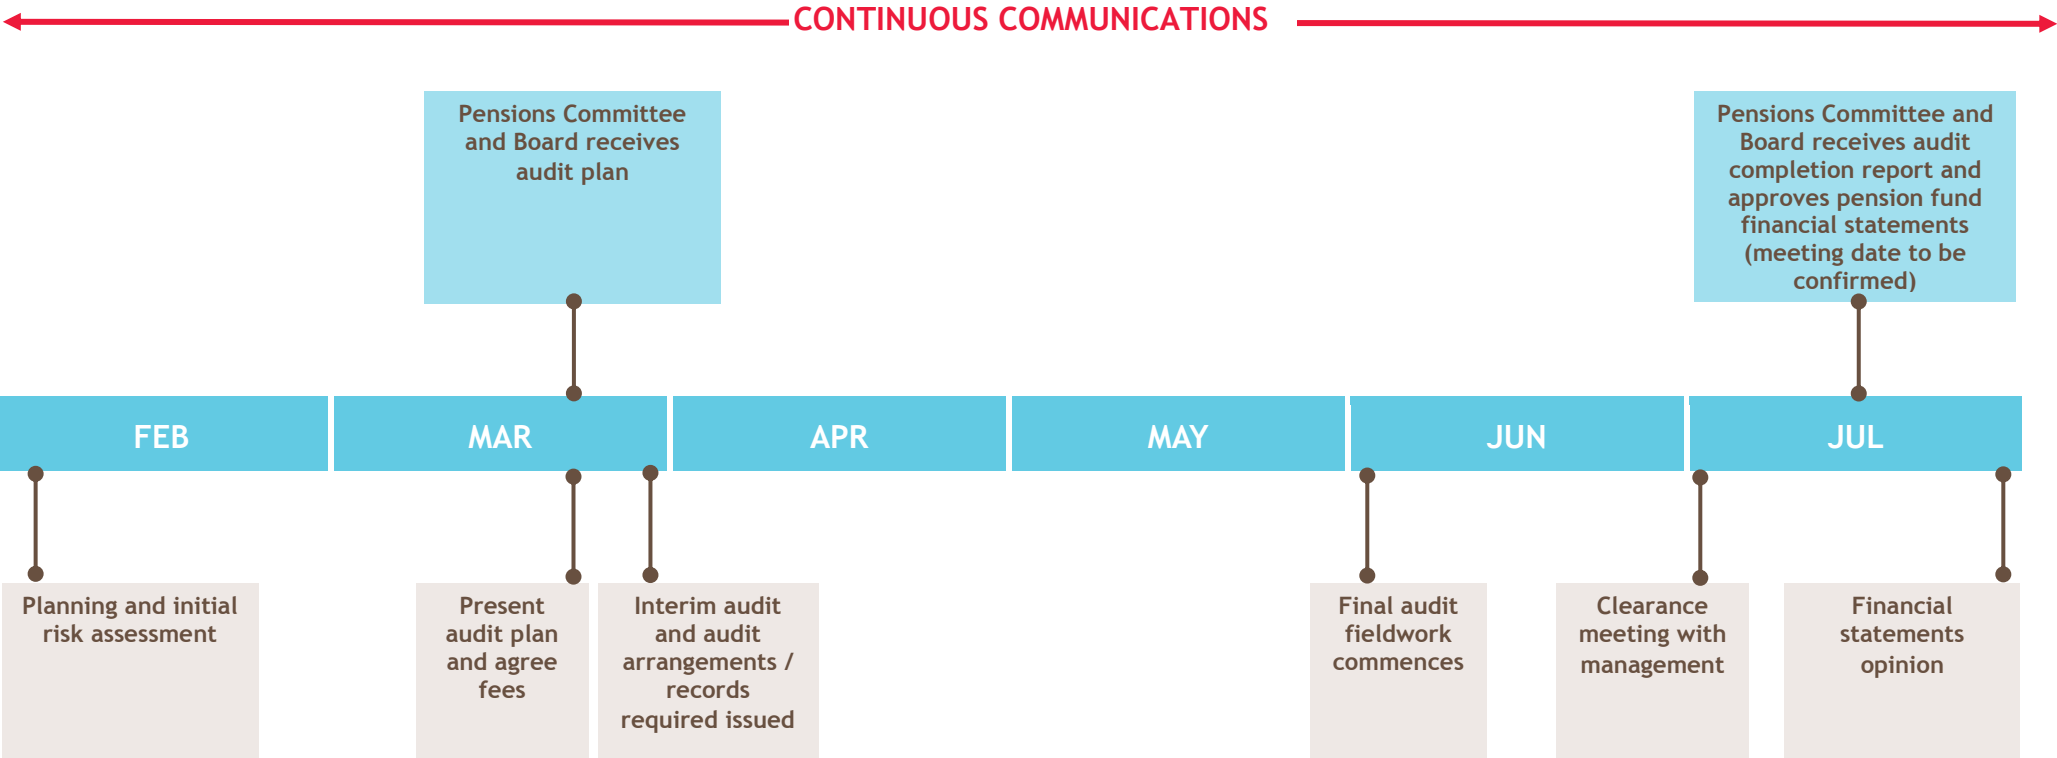 CONTINUOUS COMMUNICATIONS
Pensions Committee
and Board receives
audit plan
Pensions Committee and
Board receives audit
completion report and
approves pension fund
financial statements
(meeting date to be
confirmed)
FEB
MAR
APR
MAY
JUN
JUL
Planning and initial
risk assessment
Present
audit plan
and agree
fees
Interim audit
and audit
arrangements /
records
required issued
Final audit
fieldwork
commences
Clearance
meeting with
management
Financial
statements
opinion